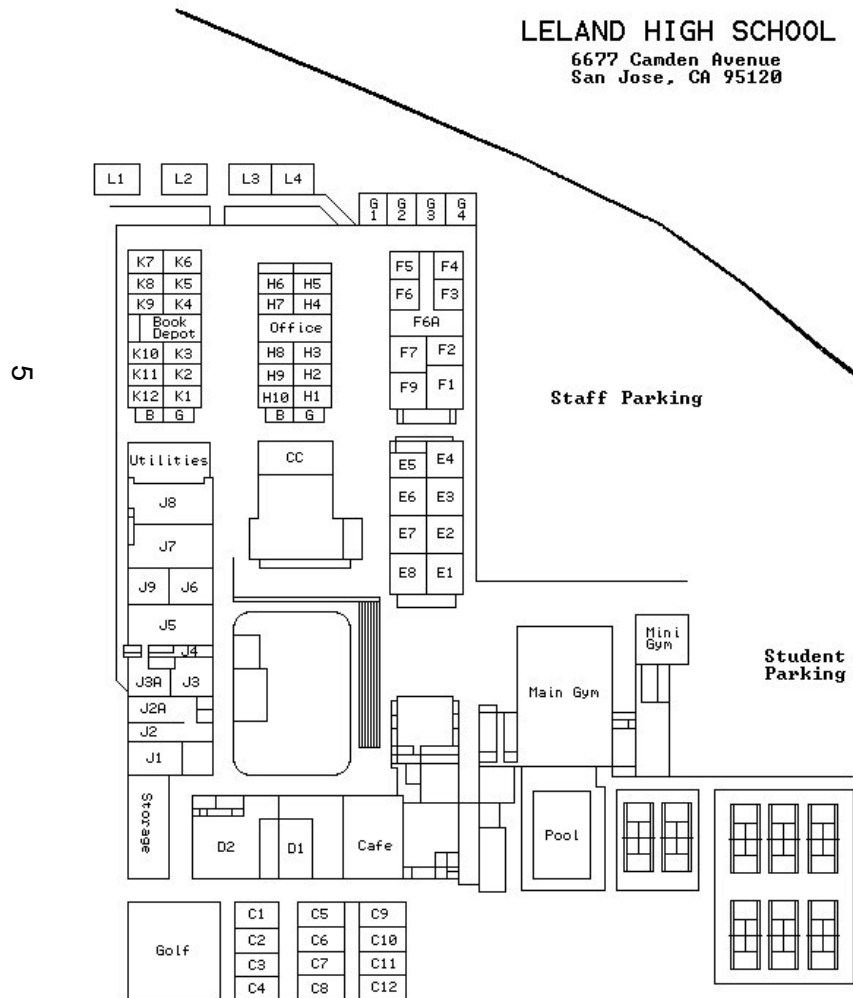 LELAND HIGH SCHOOL
6677 Camden Avenue
San Jose, CA 95120
L1 L2 L3 L4
G1 G2 G3 G4
K7 K6
K8 K5
K9 K4
Book
Depot
K10 K3
K11 K2
K12 K1
B G
H6 H5
H7 H4
Office
H8 H3
H9 H2
H10 H1
B G
F5 F4
F6 F3
F6A
F7 F2
F9 F1
5
Staff Parking
Utilities
CC
E5 E4
E6 E3
E7 E2
E8 E1
J8
J7
J9 J6
J5
J4
J3A J3
J2A
J2
J1
Storage
Main Gym
Mini
Gym
Student
Parking
D2 D1 Cafe
Pool
Golf
C1 C5 C9
C2 C6 C10
C3 C7 C11
C4 C8 C12